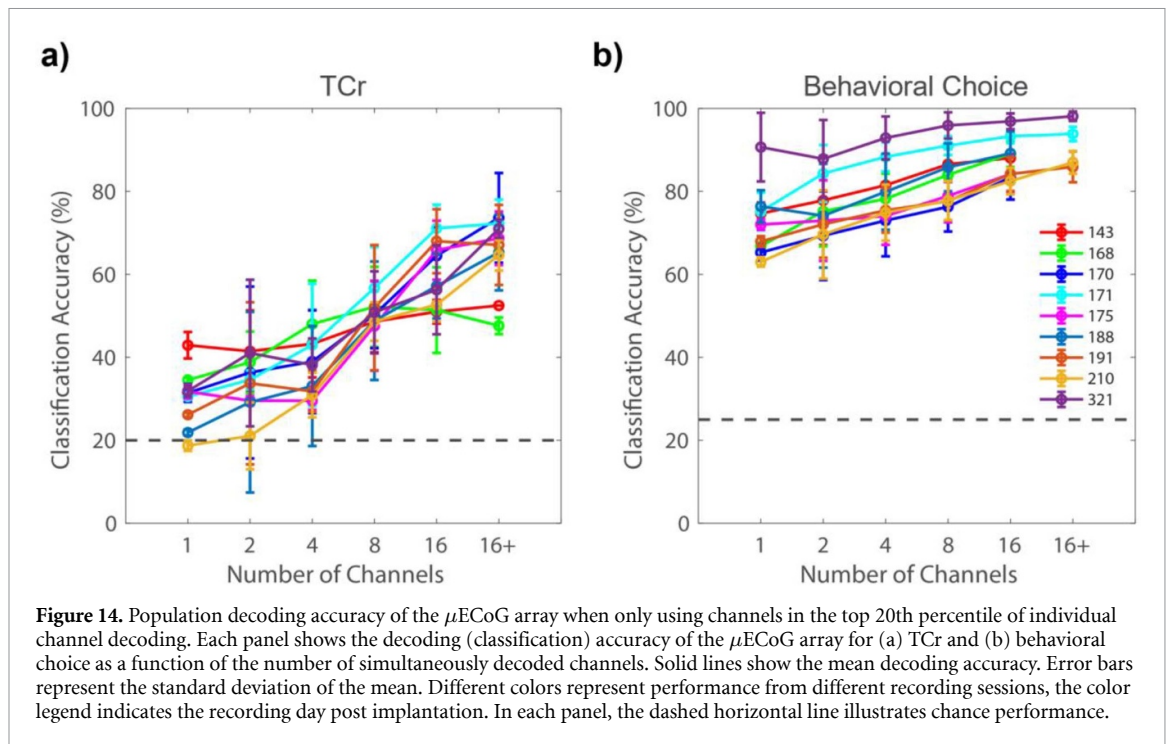 a)
TCr
Classification Accuracy (%)
100
80
60
40
20
0
1 2 4 8 16 16+
Number of Channels
b)
Behavioral Choice
Classification Accuracy (%)
100
80
60
40
20
0
143
168
170
171
175
188
191
210
321
1 2 4 8 16 16+
Number of Channels
Figure 14. Population decoding accuracy of the μECoG array when only using channels in the top 20th percentile of individual
channel decoding. Each panel shows the decoding (classification) accuracy of the μECoG array for (a) TCr and (b) behavioral
choice as a function of the number of simultaneously decoded channels. Solid lines show the mean decoding accuracy. Error bars
represent the standard deviation of the mean. Different colors represent performance from different recording sessions, the color
legend indicates the recording day post implantation. In each panel, the dashed horizontal line illustrates chance performance.